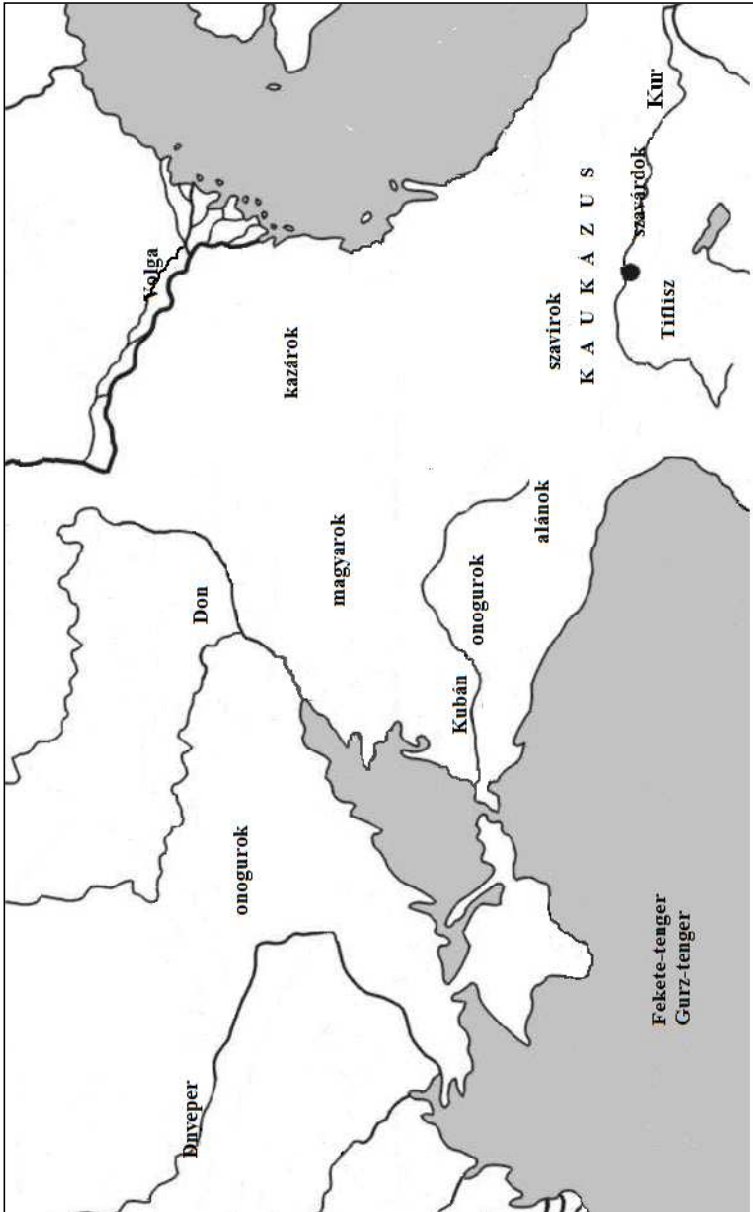 Volga
Dnyeper
Don
onogurok
kazárok
magyarok
Kubán
onogurok
alánok
szavirok
K A U K Á Z U S
szavárdok
Kur
Tiflisz
Fekete-tenger
Gurz-tenger